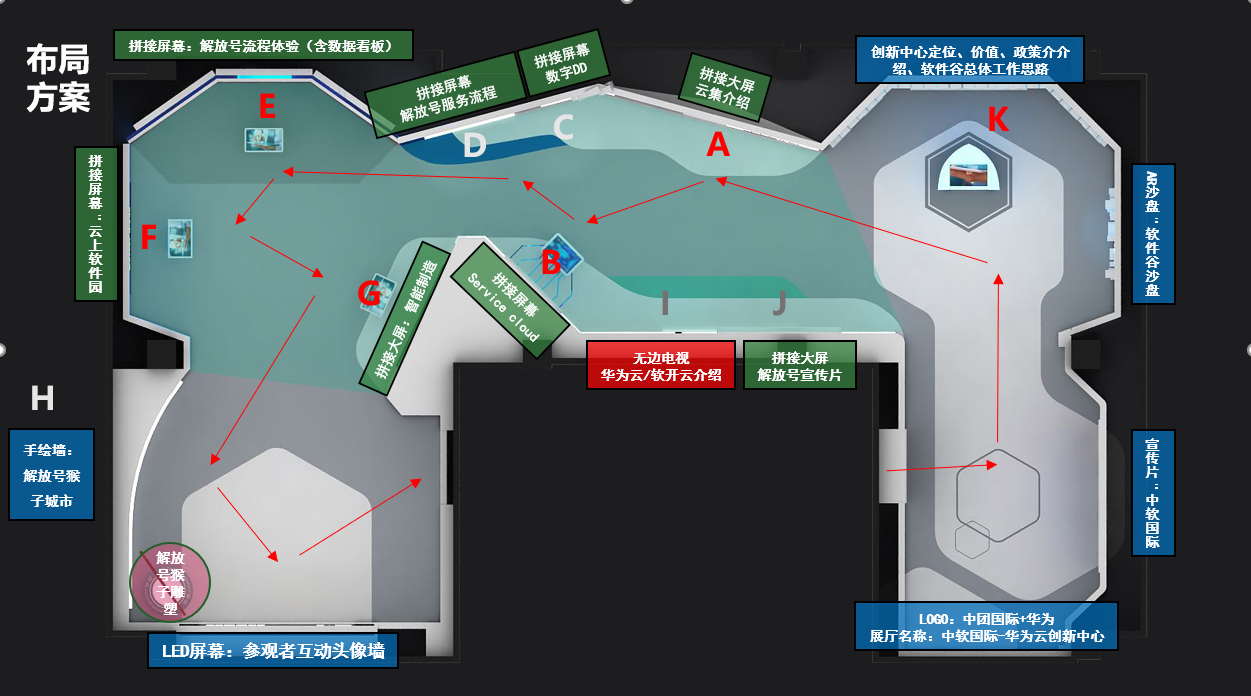 布局
方案
拼接屏幕：解放号流程体验（含数据看板）
拼接屏幕
解放号服务流程
拼接屏幕
数字DD
拼接大屏
云集介绍
创新中心定位、价值、政策介介
绍、软件谷总体工作思路
E
D
C
A
K
拼接屏幕：云上软件园
F
G
B
AR沙盘：软件谷沙盘
拼接大屏：智能制造
拼接屏幕
Service cloud
I
J
无边电视
华为云/软开云介绍
拼接大屏
解放号宣传片
H
手绘墙：
解放号猴
子城市
宣传片：中软国际
解放
号猴
子雕
塑
LED屏幕：参观者互动头像墙
LOGO：中团国际+华为
展厅名称：中软国际-华为云创新中心